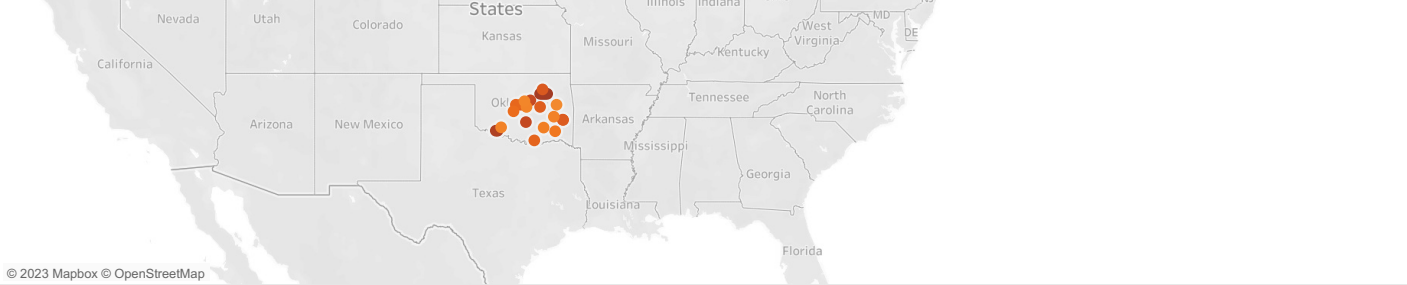 States
Nevada
Utah
Colorado
Kansas
Missouri
Illinois
Indiana
West
Virginia
MD
DE
NJ
California
Kentucky
Arizona
New Mexico
Okl
Arkansas
Tennessee
North
Carolina
Mississippi
Texas
Louisiana
Georgia
Florida
© 2023 Mapbox © OpenStreetMap